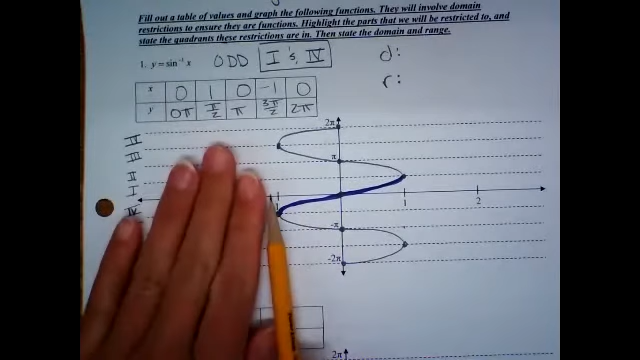 Fill out a table of values and graph the following functions. They will involve domain
restrictions to ensure they are functions. Highlight the parts that we will be restricted to, and
state the quadrants these restrictions are in. Then state the domain and range.
1. y = sin⁻¹ x ODD I 's, IV d:
r:
x 0 1 0 -1 0
y 0π π/2 π 3π/2 2π
2π
IV
III
π
II
I
-1 1 2
IV
-π
-2π
2π